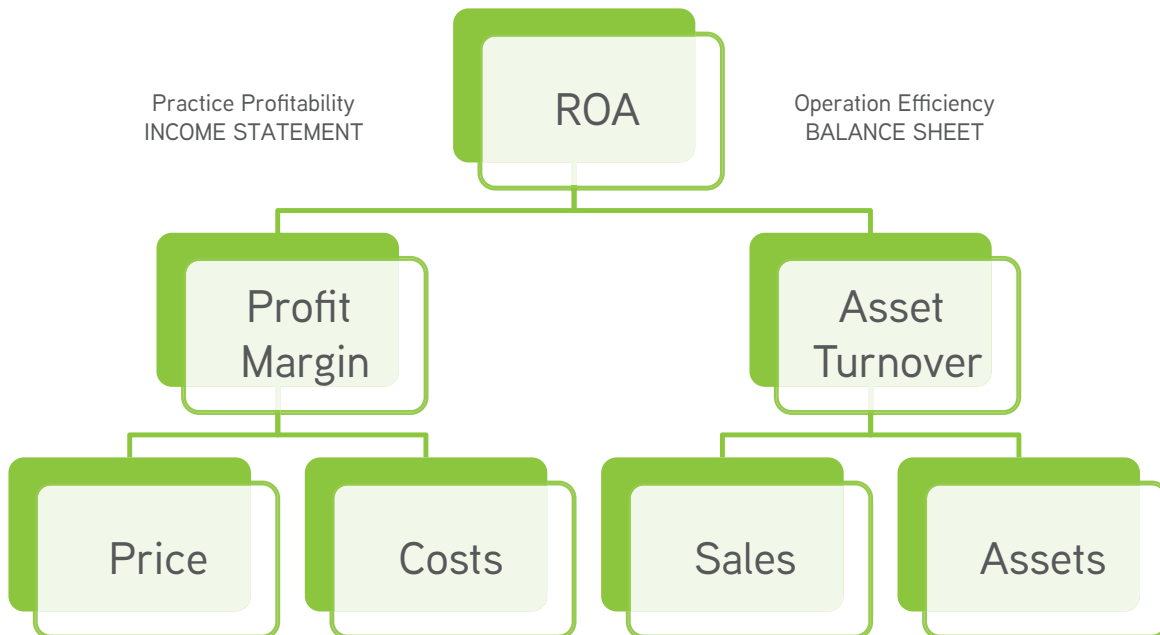 Practice Profitability
INCOME STATEMENT
ROA
Operation Efficiency
BALANCE SHEET
Profit
Margin
Asset
Turnover
Price
Costs
Sales
Assets